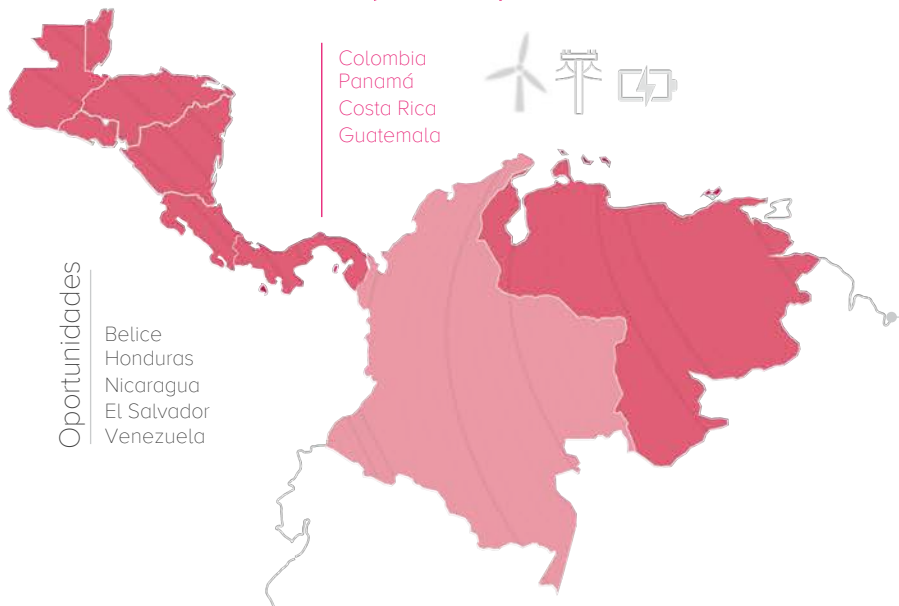 Colombia
Panamá
Costa Rica
Guatemala
Oportunidades
Belice
Honduras
Nicaragua
El Salvador
Venezuela